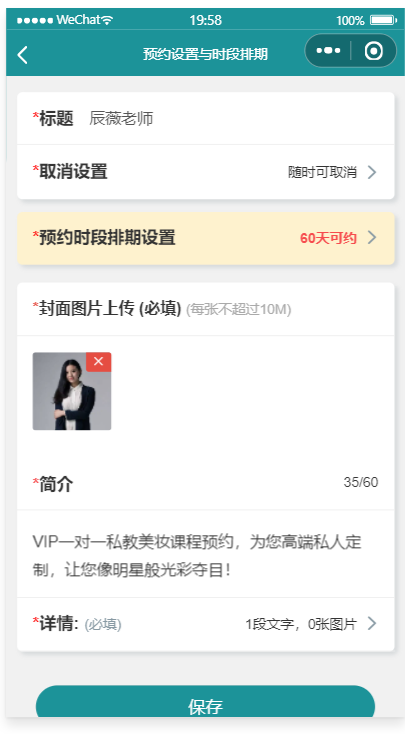 WeChat 19:58 100%
预约设置与时段排期
*标题 辰薇老师
*取消设置 随时可取消
*预约时段排期设置 60天可约
*封面图片上传 (必填) (每张不超过10M)
*简介 35/60
VIP一对一私教美妆课程预约，为您高端私人定
制，让您像明星般光彩夺目！
*详情: (必填) 1段文字，0张图片
保存